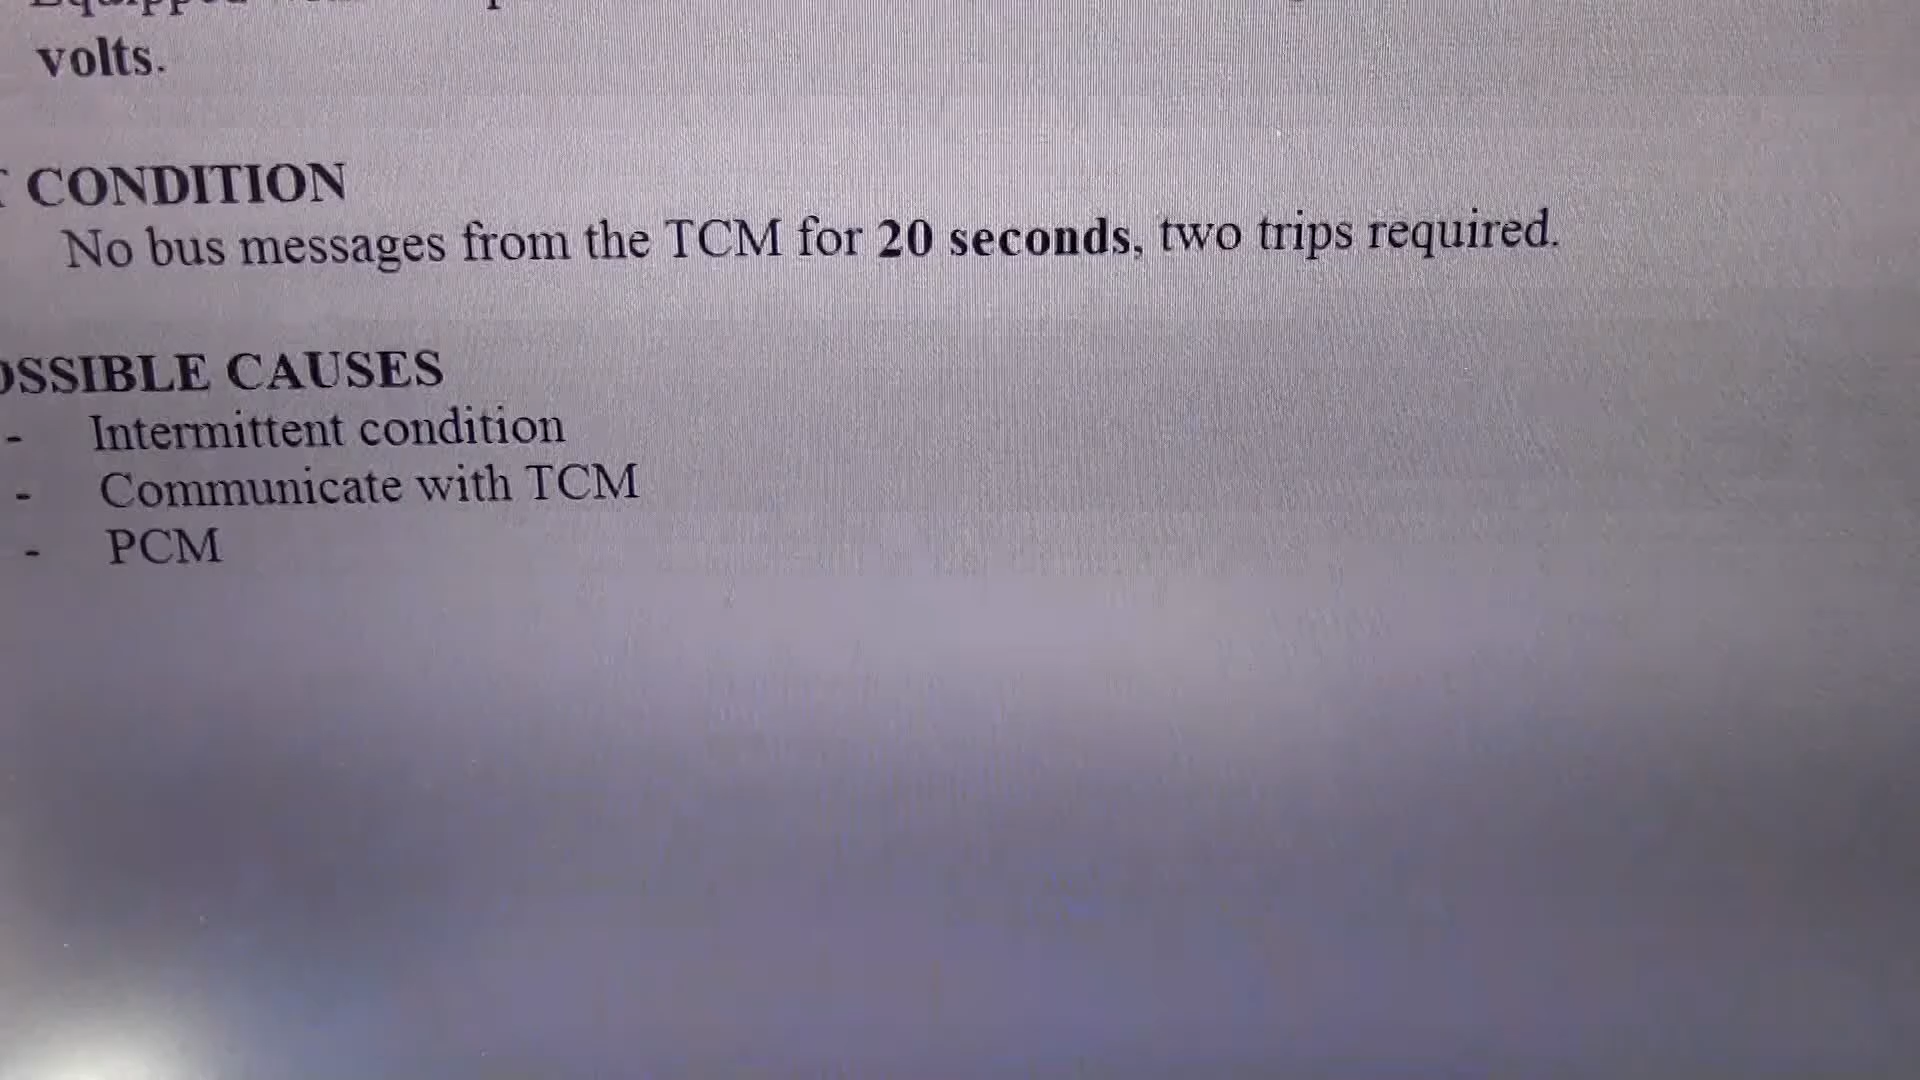 volts.
CONDITION
No bus messages from the TCM for 20 seconds, two trips required.
OSSIBLE CAUSES
- Intermittent condition
- Communicate with TCM
- PCM